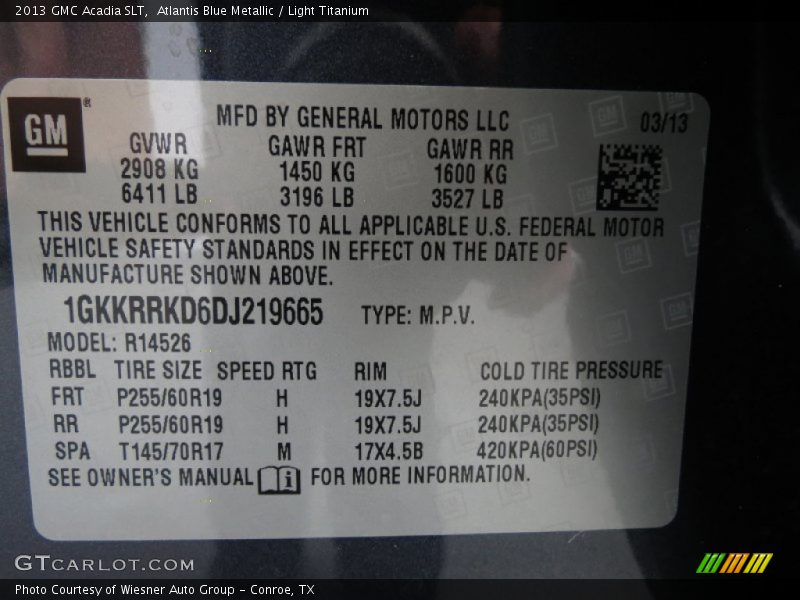 2013 GMC Acadia SLT,  Atlantis Blue Metallic / Light Titanium
GM ®
MFD BY GENERAL MOTORS LLC
03/13
GVWR GAWR FRT GAWR RR
2908 KG 1450 KG 1600 KG
6411 LB 3196 LB 3527 LB
THIS VEHICLE CONFORMS TO ALL APPLICABLE U.S. FEDERAL MOTOR
VEHICLE SAFETY STANDARDS IN EFFECT ON THE DATE OF
MANUFACTURE SHOWN ABOVE.
1GKKRRKD6DJ219665 TYPE: M.P.V.
MODEL: R14526
RBBL TIRE SIZE SPEED RTG RIM COLD TIRE PRESSURE
FRT P255/60R19 H 19X7.5J 240KPA(35PSI)
RR P255/60R19 H 19X7.5J 240KPA(35PSI)
SPA T145/70R17 M 17X4.5B 420KPA(60PSI)
SEE OWNER'S MANUAL i FOR MORE INFORMATION.
GTCARLOT.COM
Photo Courtesy of Wiesner Auto Group - Conroe, TX